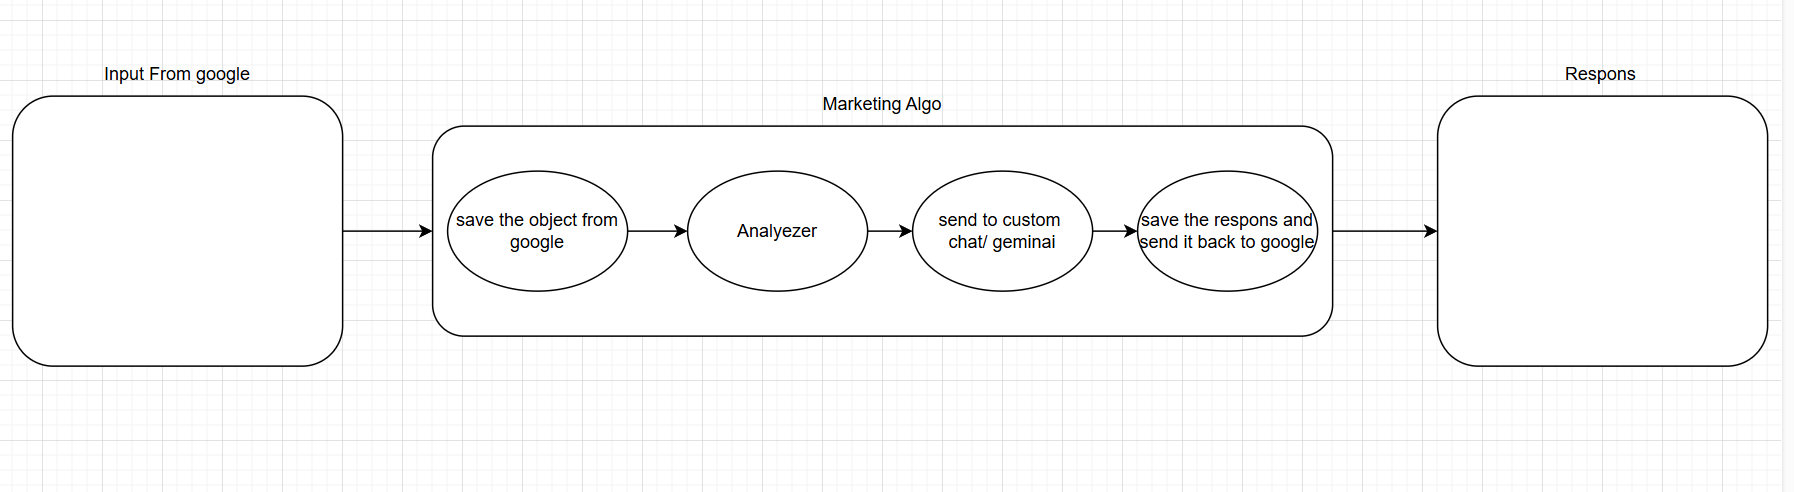 Input From google
Marketing Algo
Respons
save the object from
google
Analyezer
send to custom
chat/ geminai
save the respons and
send it back to google